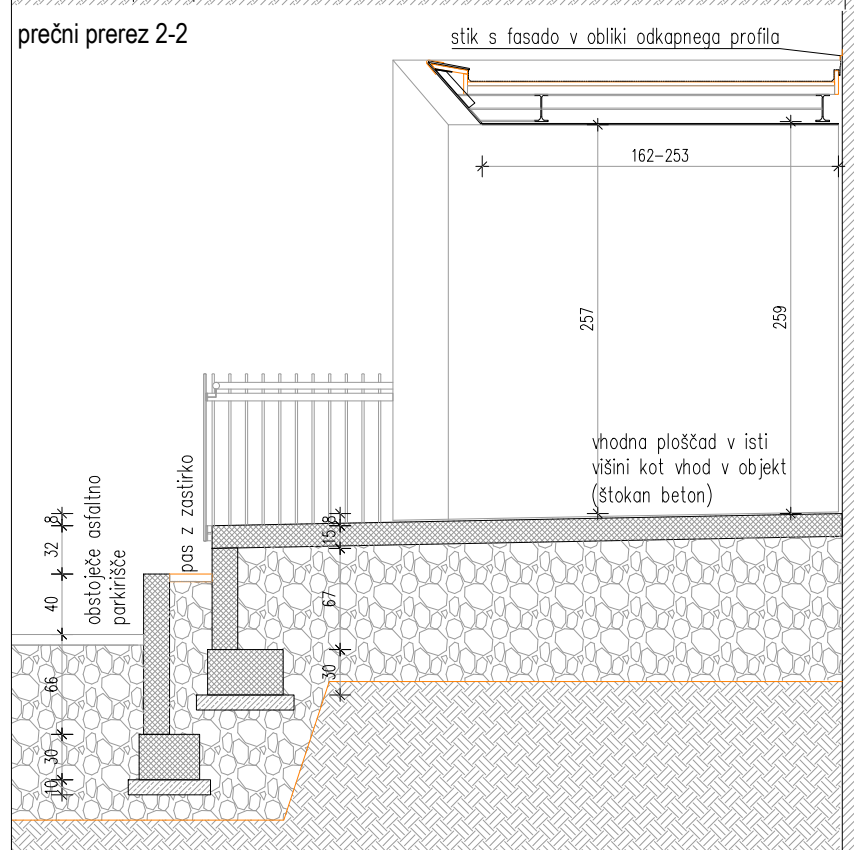 prečni prerez 2-2
stik s fasado v obliki odkapnega profila
162-253
257
259
vhodna ploščad v isti
višini kot vhod v objekt
(štokan beton)
pas z zastirko
obstoječe asfaltno
parkirišče
8
32
40
66
30
10
8
15
67
30